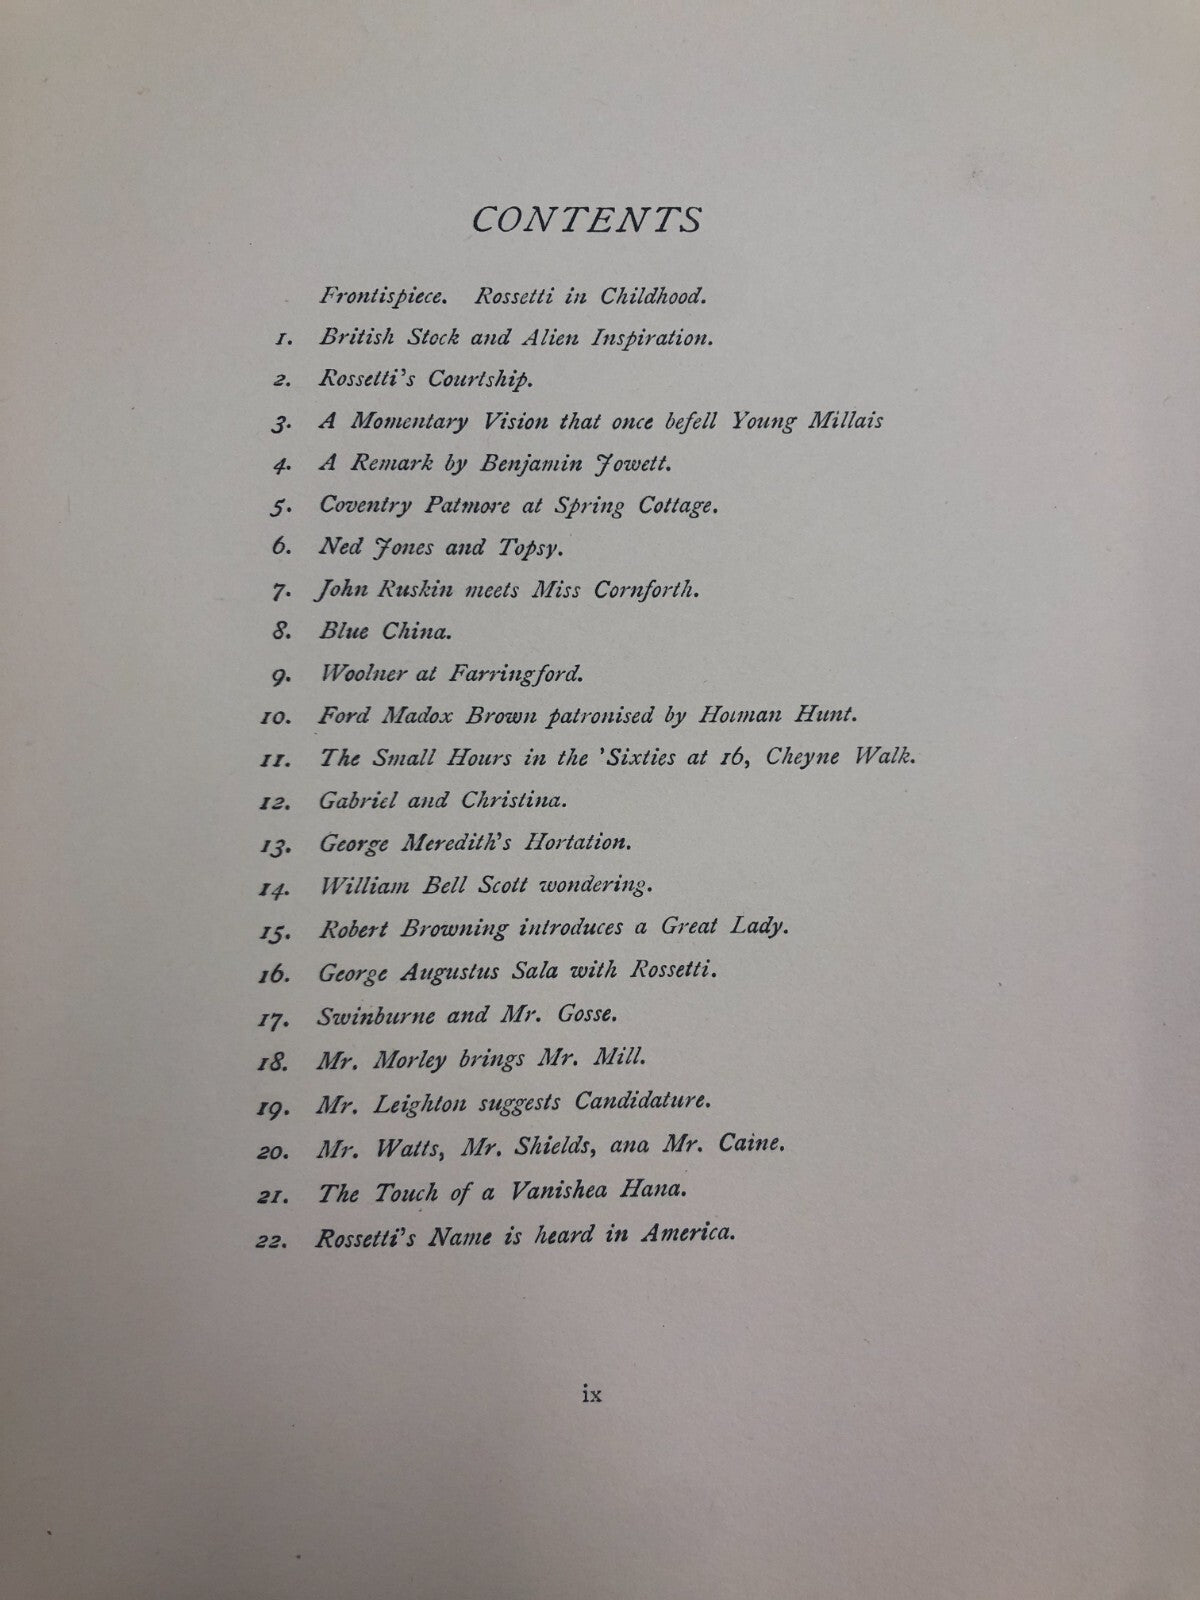 CONTENTS
Frontispiece. Rossetti in Childhood.
1. British Stock and Alien Inspiration.
2. Rossetti's Courtship.
3. A Momentary Vision that once befell Young Millais
4. A Remark by Benjamin Jowett.
5. Coventry Patmore at Spring Cottage.
6. Ned Jones and Topsy.
7. John Ruskin meets Miss Cornforth.
8. Blue China.
9. Woolner at Farringford.
10. Ford Madox Brown patronised by Holman Hunt.
11. The Small Hours in the 'Sixties at 16, Cheyne Walk.
12. Gabriel and Christina.
13. George Meredith's Hortation.
14. William Bell Scott wondering.
15. Robert Browning introduces a Great Lady.
16. George Augustus Sala with Rossetti.
17. Swinburne and Mr. Gosse.
18. Mr. Morley brings Mr. Mill.
19. Mr. Leighton suggests Candidature.
20. Mr. Watts, Mr. Shields, and Mr. Caine.
21. The Touch of a Vanished Hand.
22. Rossetti's Name is heard in America.
ix